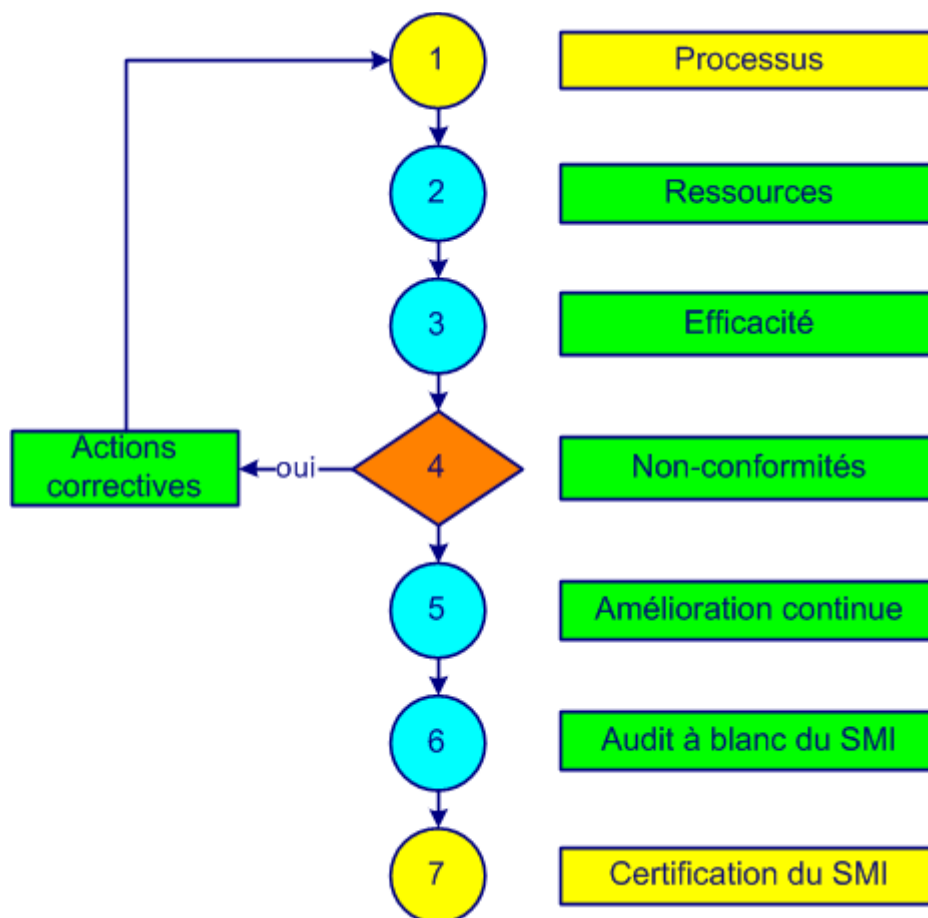 1
Processus
2
Ressources
3
Efficacité
Actions
correctives
oui
4
Non-conformités
5
Amélioration continue
6
Audit à blanc du SMI
7
Certification du SMI